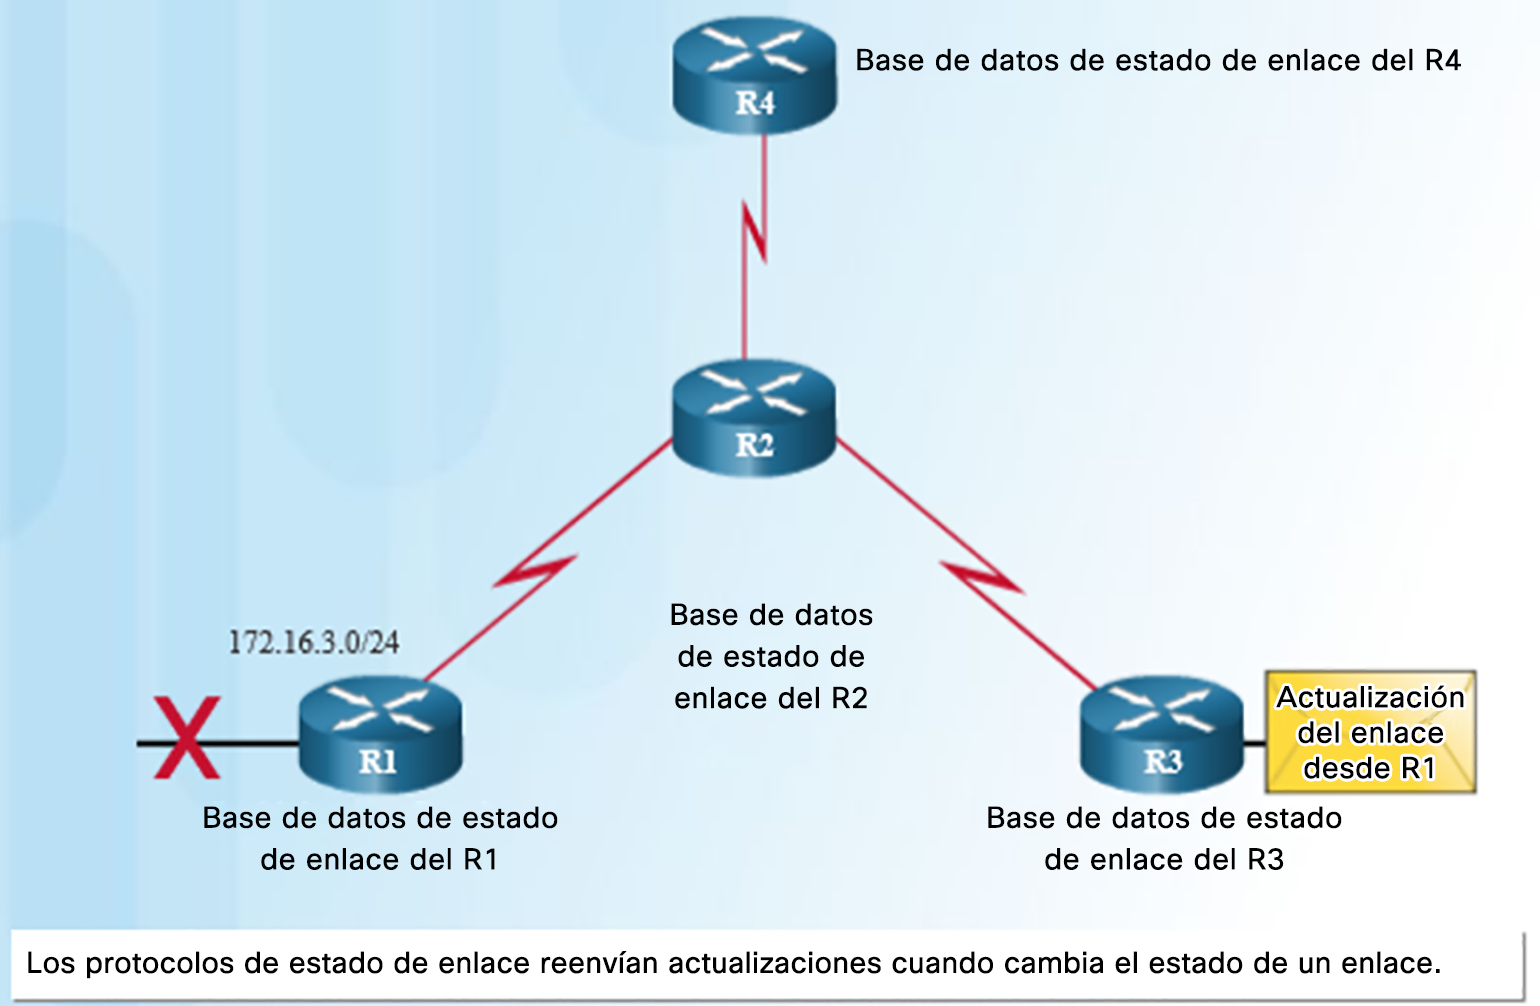 R4
Base de datos de estado de enlace del R4
R2
Base de datos
de estado de
enlace del R2
172.16.3.0/24
X
R1
Base de datos de estado
de enlace del R1
R3
Actualización
del enlace
desde R1
Base de datos de estado
de enlace del R3
Los protocolos de estado de enlace reenvían actualizaciones cuando cambia el estado de un enlace.